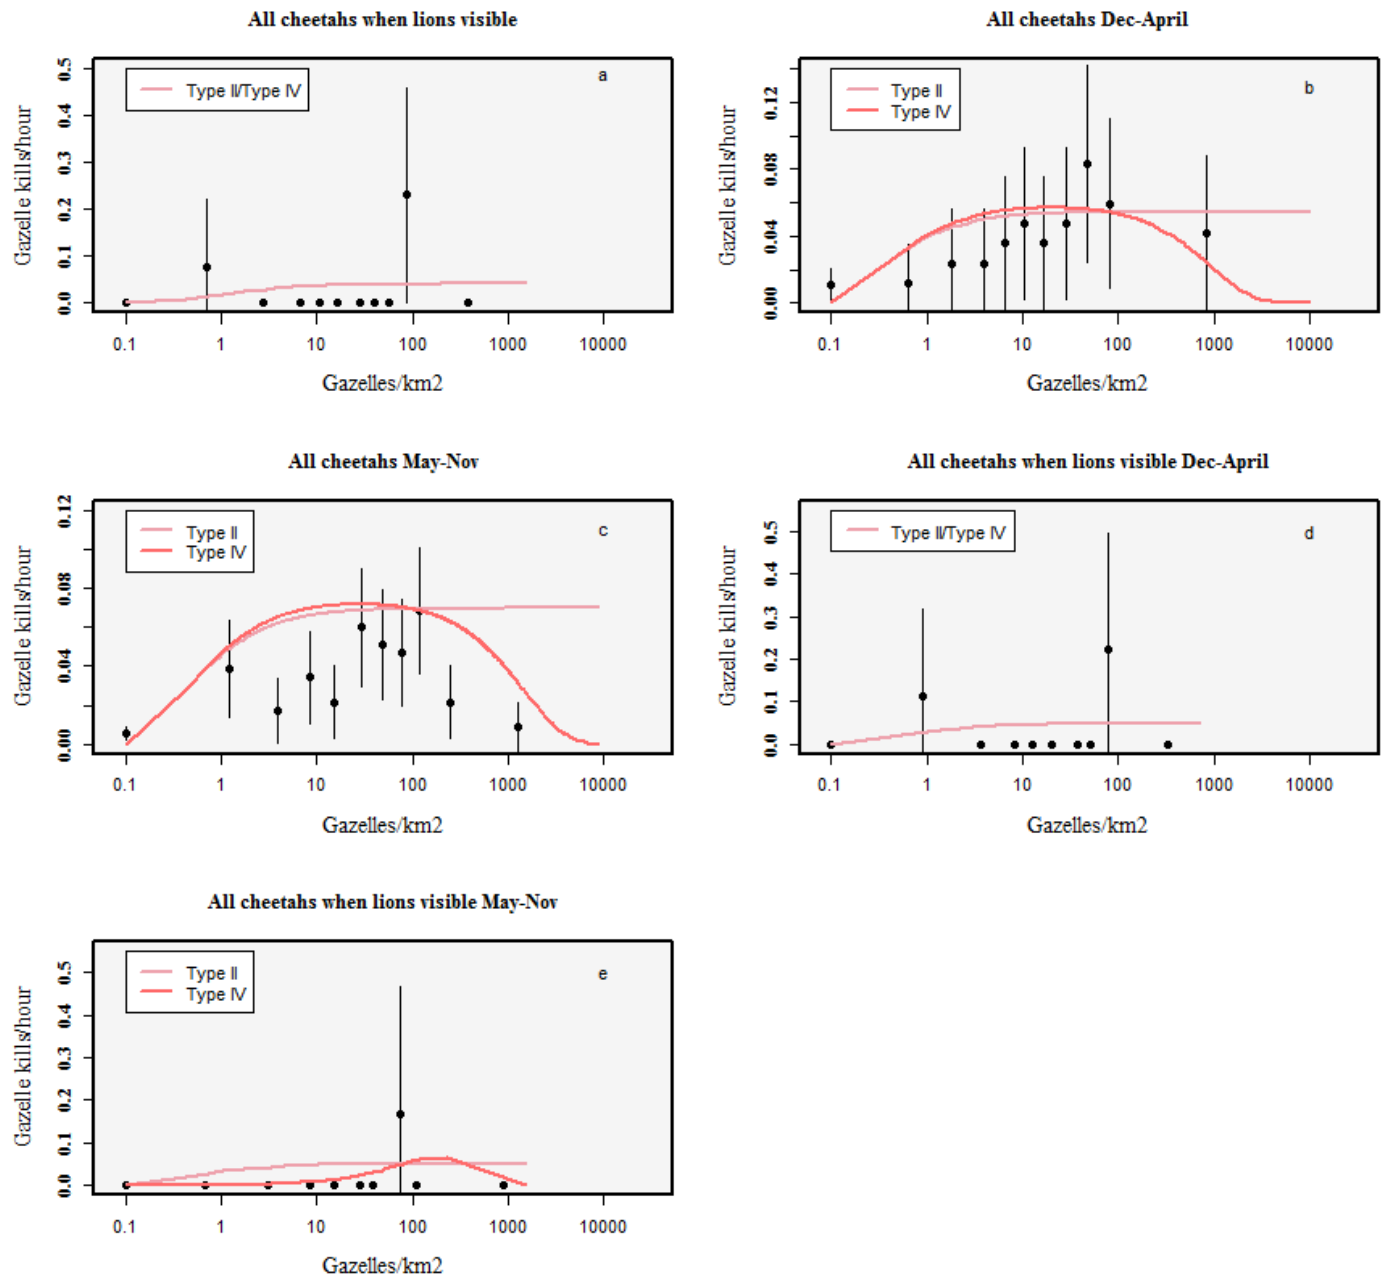 All cheetahs when lions visible
a
Type II/Type IV
Gazelle kills/hour
0.5
0.4
0.3
0.2
0.1
0.0
0.1 1 10 100 1000 10000
Gazelles/km2
All cheetahs Dec-April
b
Type II
Type IV
Gazelle kills/hour
0.12
0.08
0.04
0.00
0.1 1 10 100 1000 10000
Gazelles/km2
All cheetahs May-Nov
c
Type II
Type IV
Gazelle kills/hour
0.12
0.08
0.04
0.00
0.1 1 10 100 1000 10000
Gazelles/km2
All cheetahs when lions visible Dec-April
d
Type II/Type IV
Gazelle kills/hour
0.5
0.4
0.3
0.2
0.1
0.0
0.1 1 10 100 1000 10000
Gazelles/km2
All cheetahs when lions visible May-Nov
e
Type II
Type IV
Gazelle kills/hour
0.5
0.4
0.3
0.2
0.1
0.0
0.1 1 10 100 1000 10000
Gazelles/km2